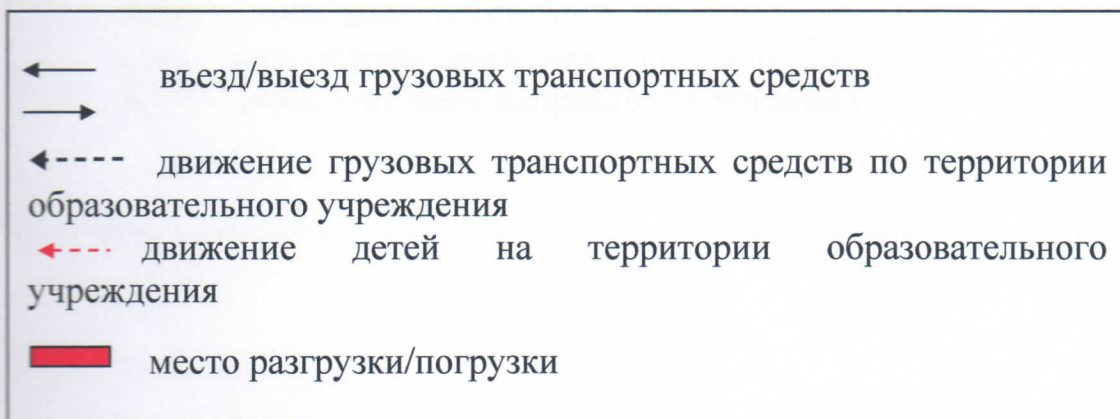 въезд/выезд грузовых транспортных средств
движение грузовых транспортных средств по территории
образовательного учреждения
движение детей на территории образовательного
учреждения
место разгрузки/погрузки